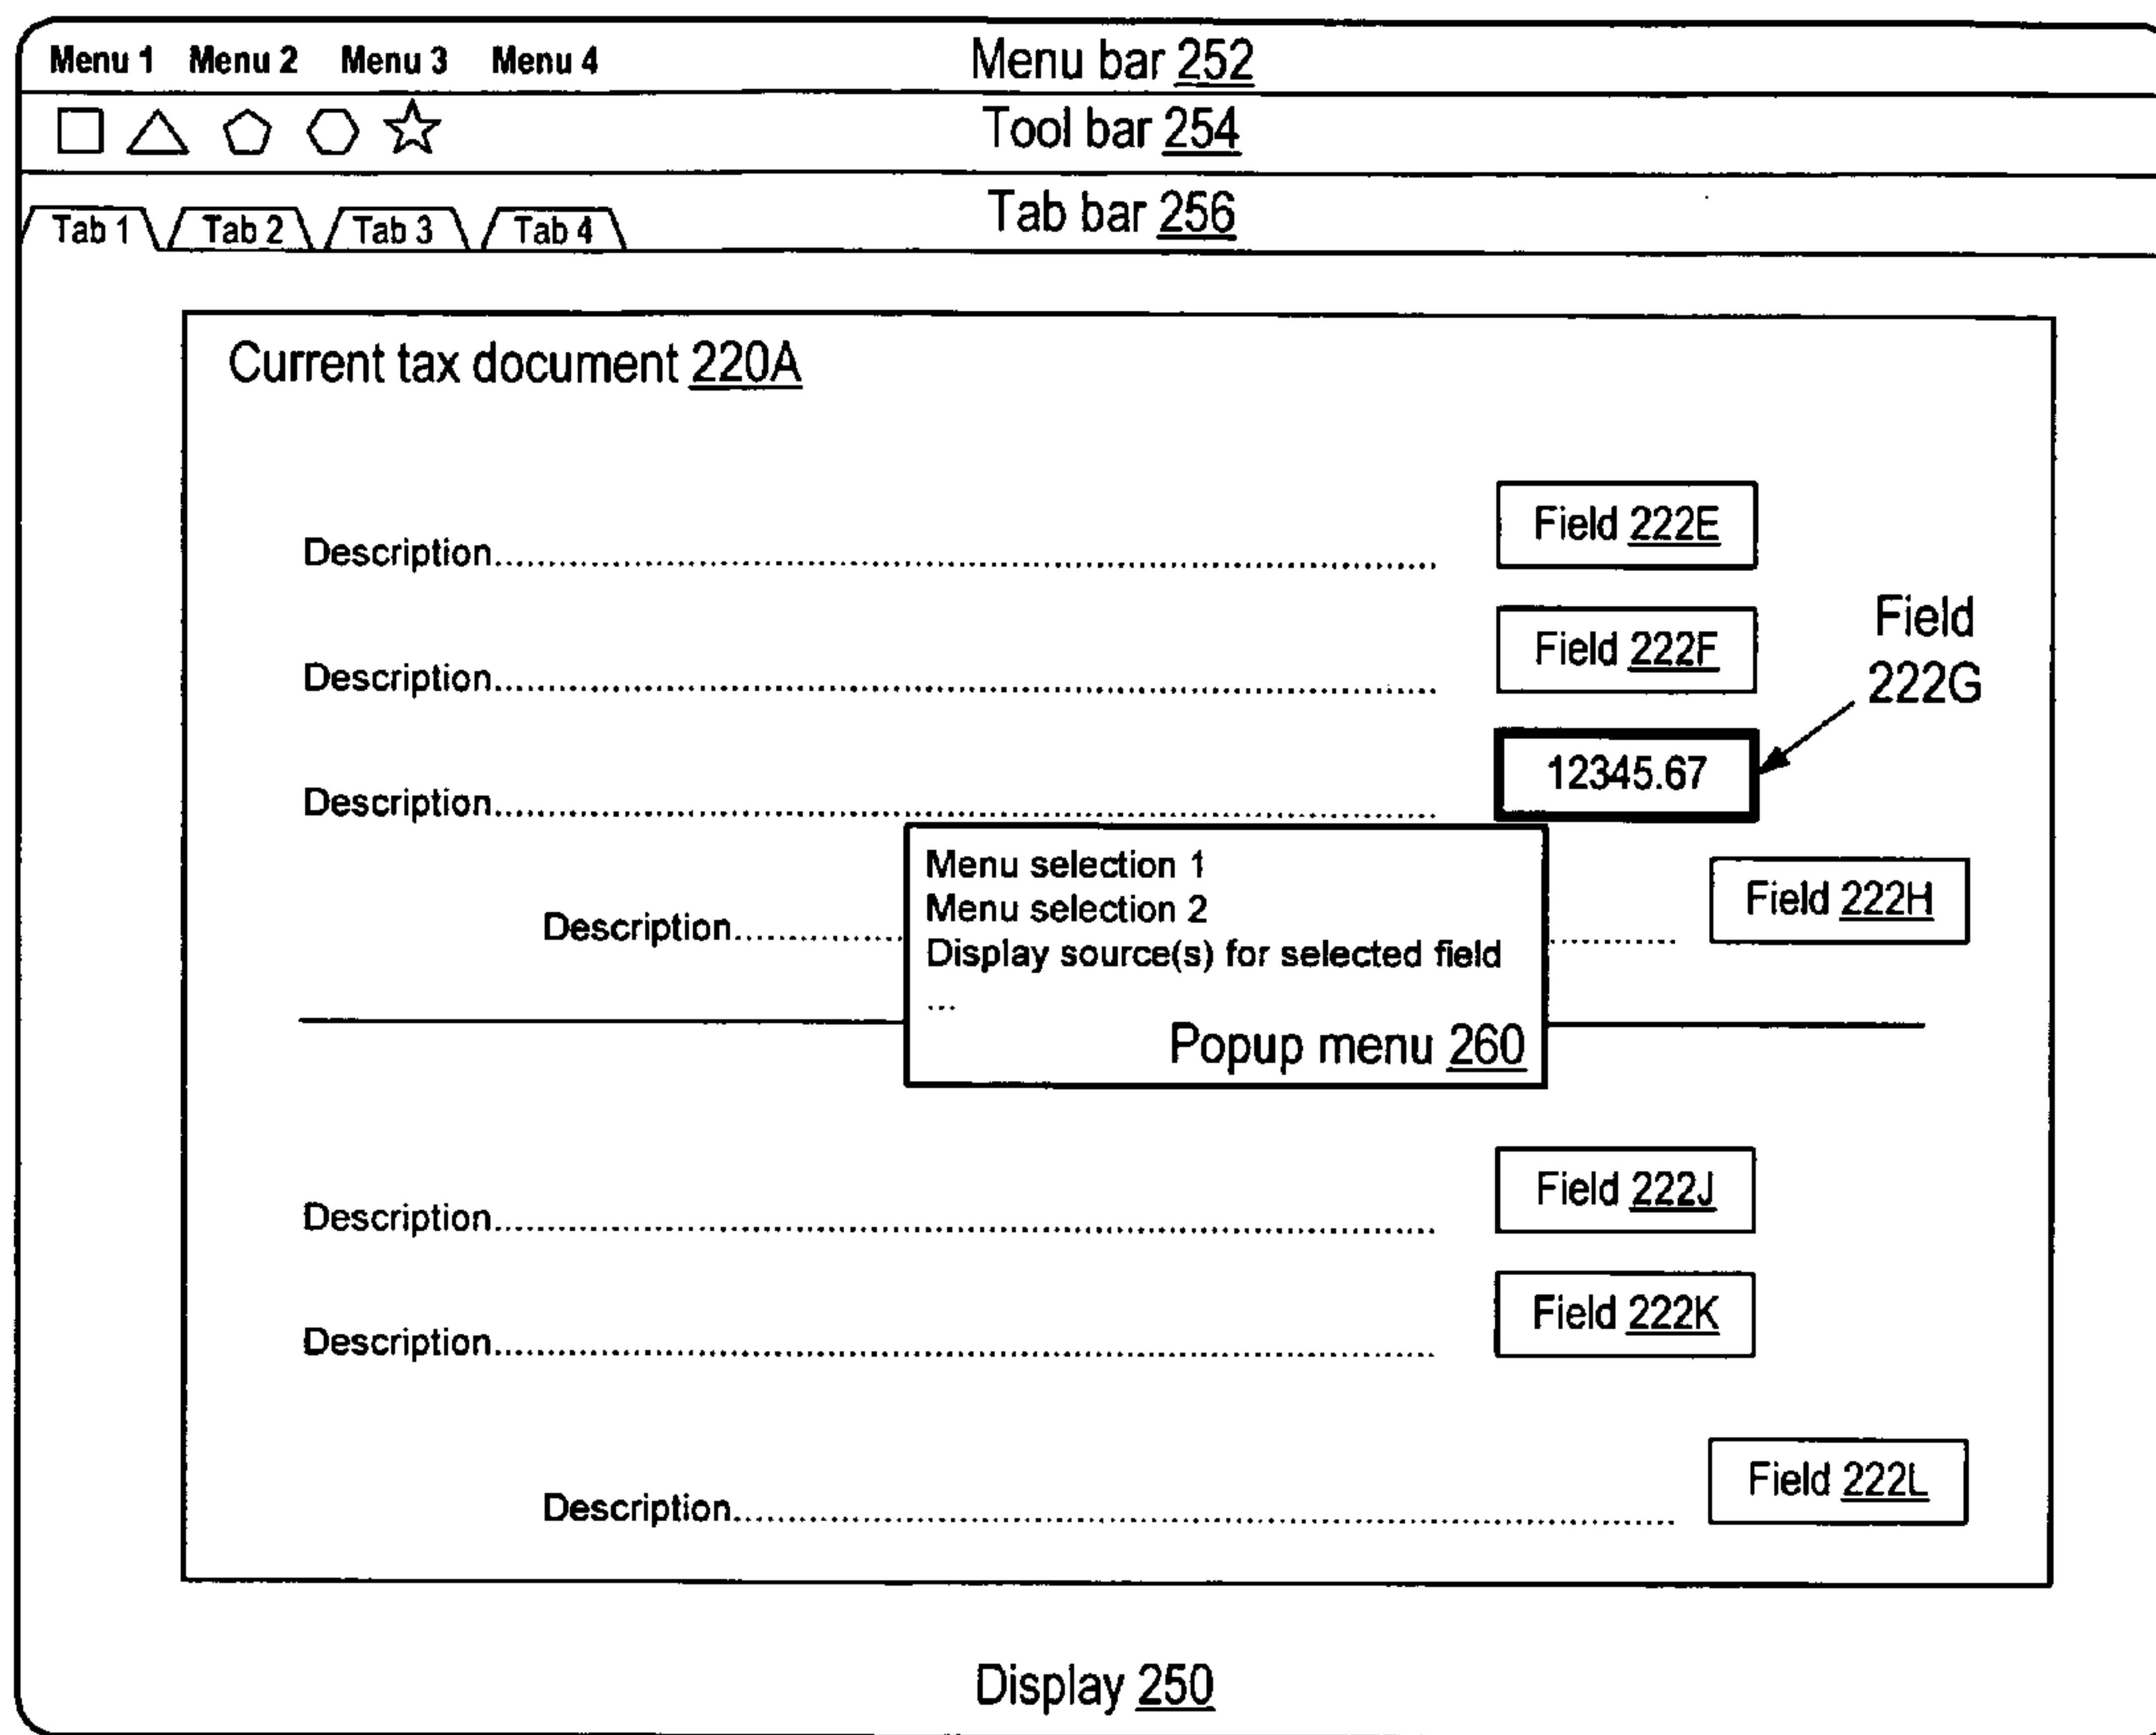 Menu 1 Menu 2 Menu 3 Menu 4 Menu bar 252
Tool bar 254
Tab bar 256
Tab 1 Tab 2 Tab 3 Tab 4
Current tax document 220A
Field 222E
Description..........................................................................................
Field 222F
Description..........................................................................................
Field
222G
12345.67
Description..........................................................................................
Menu selection 1
Menu selection 2
Display source(s) for selected field
...
Popup menu 260
Field 222H
Description................ ............
Field 222J
Description..........................................................................................
Field 222K
Description..........................................................................................
Field 222L
Description..........................................................................................
Display 250